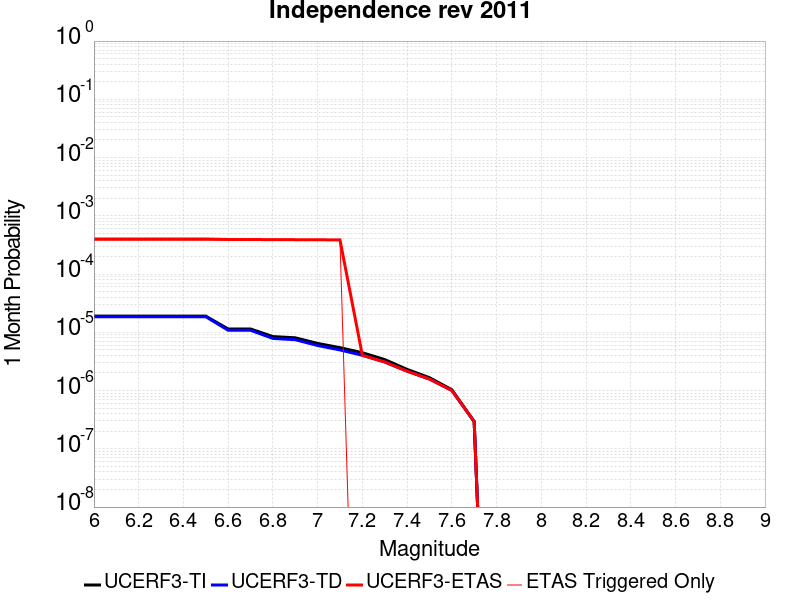 Independence rev 2011
10^0
10^-1
10^-2
10^-3
10^-4
10^-5
10^-6
10^-7
10^-8
1 Month Probability
6 6.2 6.4 6.6 6.8 7 7.2 7.4 7.6 7.8 8 8.2 8.4 8.6 8.8 9
Magnitude
UCERF3-TI UCERF3-TD UCERF3-ETAS ETAS Triggered Only